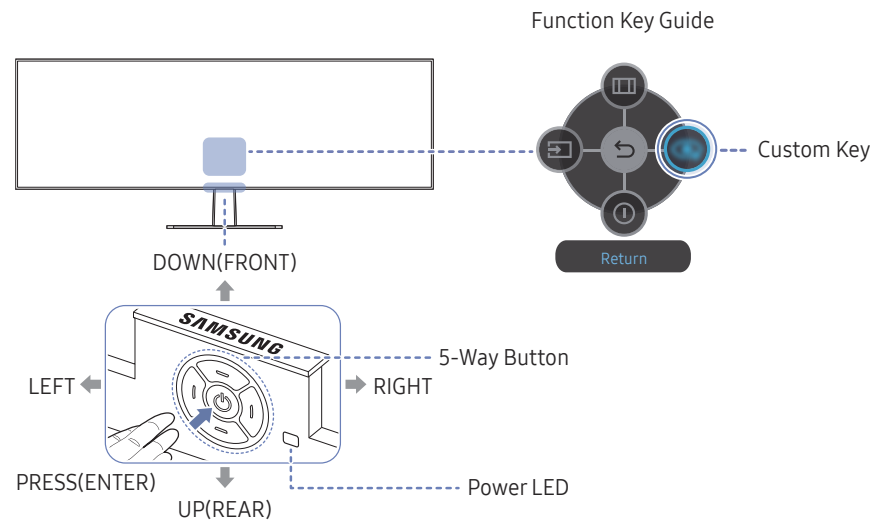 Function Key Guide
Custom Key
Return
DOWN(FRONT)
SAMSUNG
5-Way Button
LEFT
RIGHT
PRESS(ENTER)
Power LED
UP(REAR)